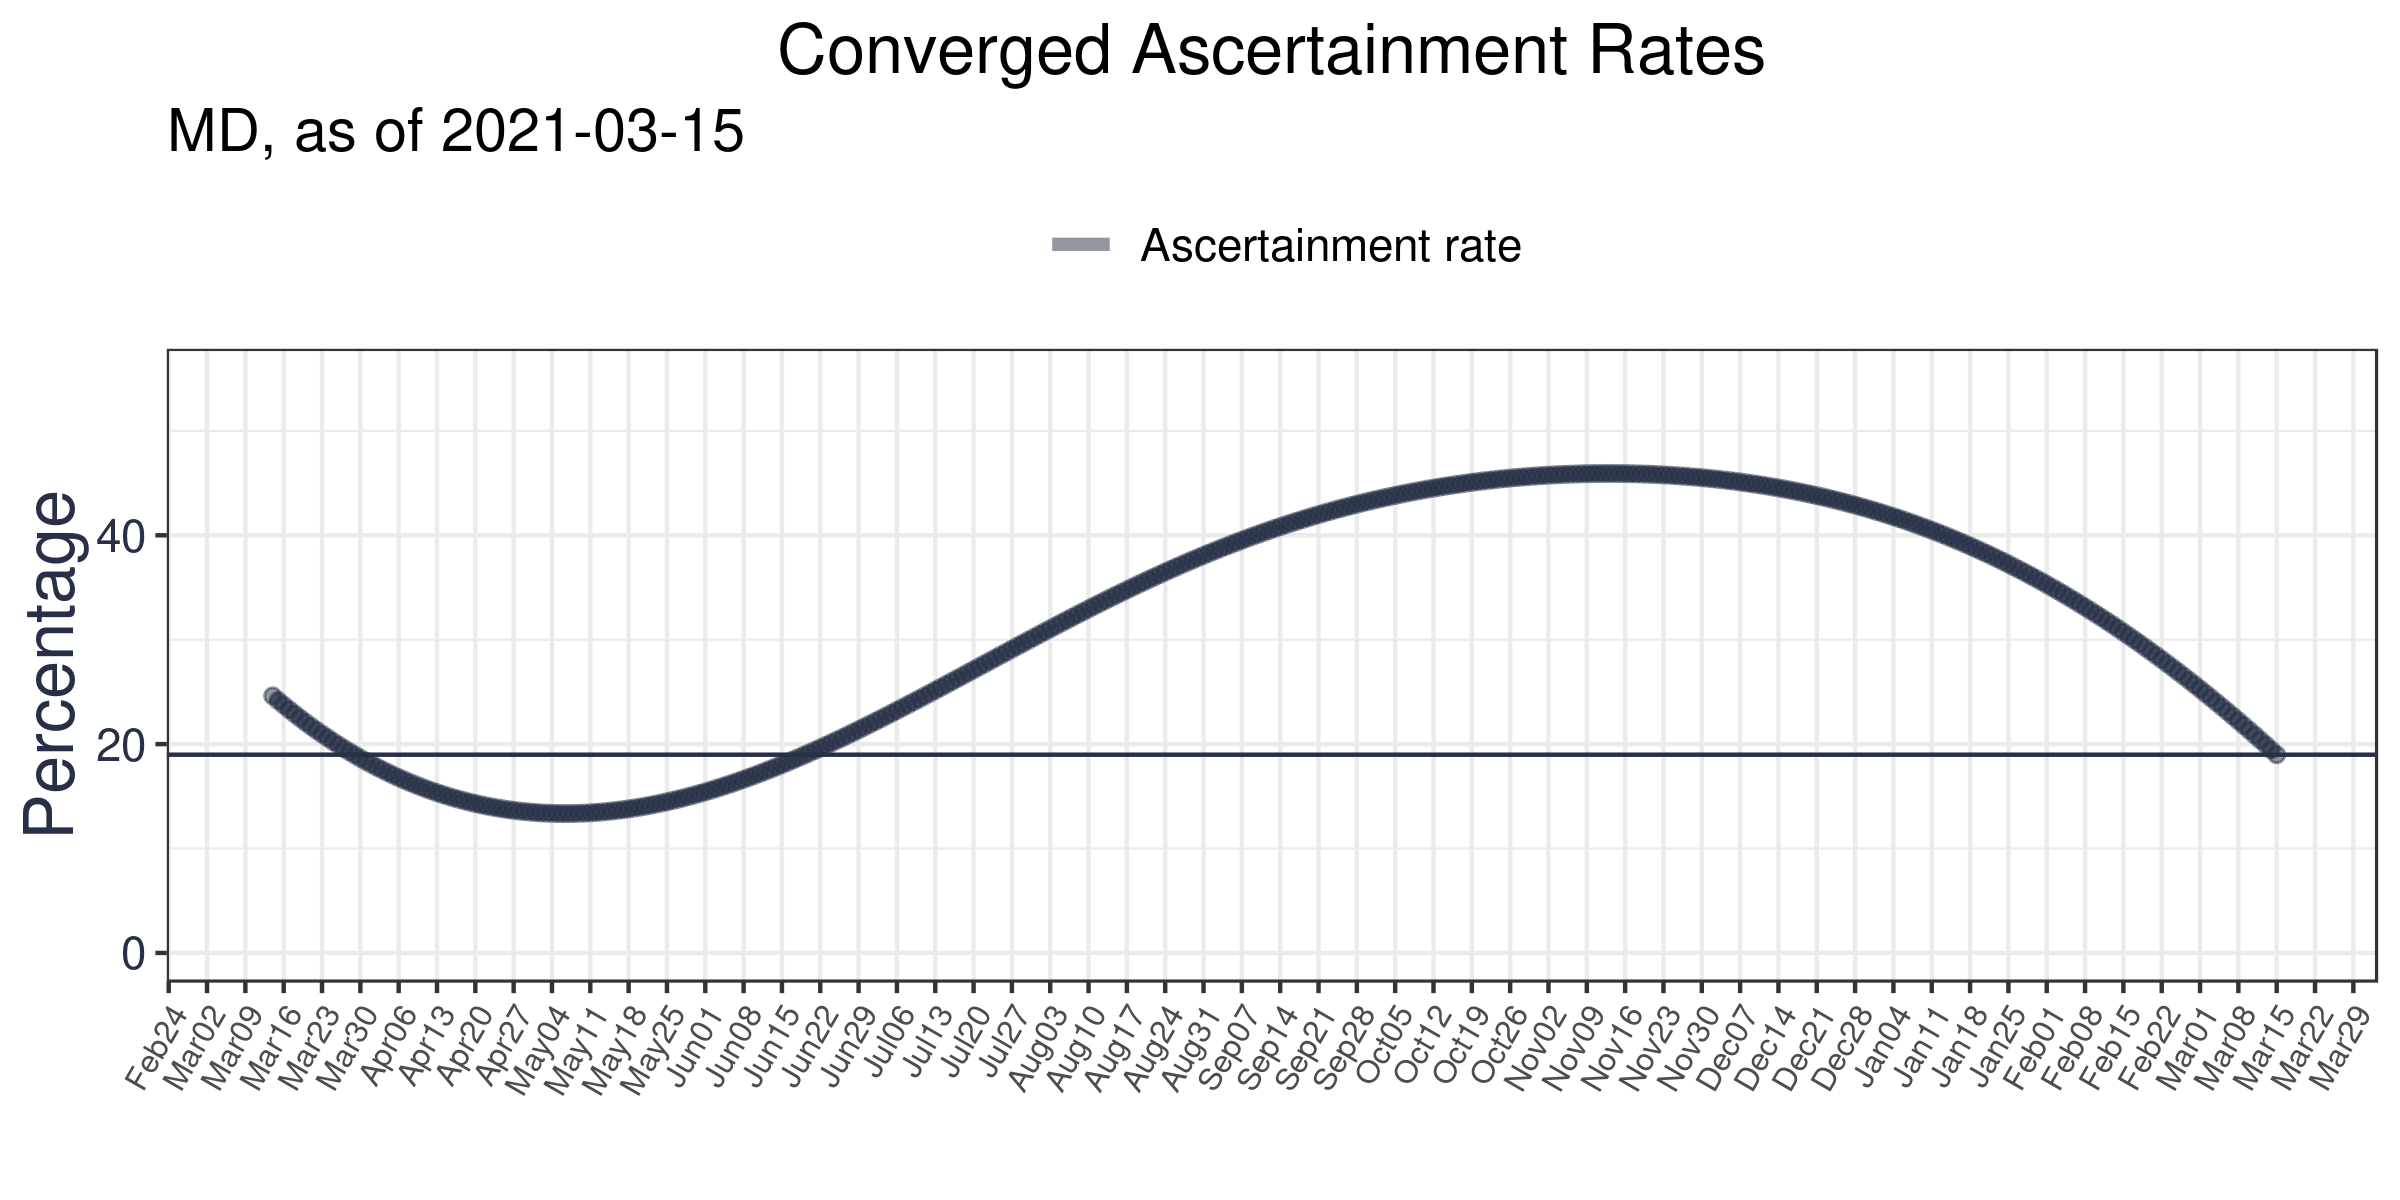 Converged Ascertainment Rates
MD, as of 2021-03-15
Ascertainment rate
Percentage
40
20
0
Feb24
Mar02
Mar09
Mar16
Mar23
Mar30
Apr06
Apr13
Apr20
Apr27
May04
May11
May18
May25
Jun01
Jun08
Jun15
Jun22
Jun29
Jul06
Jul13
Jul20
Jul27
Aug03
Aug10
Aug17
Aug24
Aug31
Sep07
Sep14
Sep21
Sep28
Oct05
Oct12
Oct19
Oct26
Nov02
Nov09
Nov16
Nov23
Nov30
Dec07
Dec14
Dec21
Dec28
Jan04
Jan11
Jan18
Jan25
Feb01
Feb08
Feb15
Feb22
Mar01
Mar08
Mar15
Mar22
Mar29